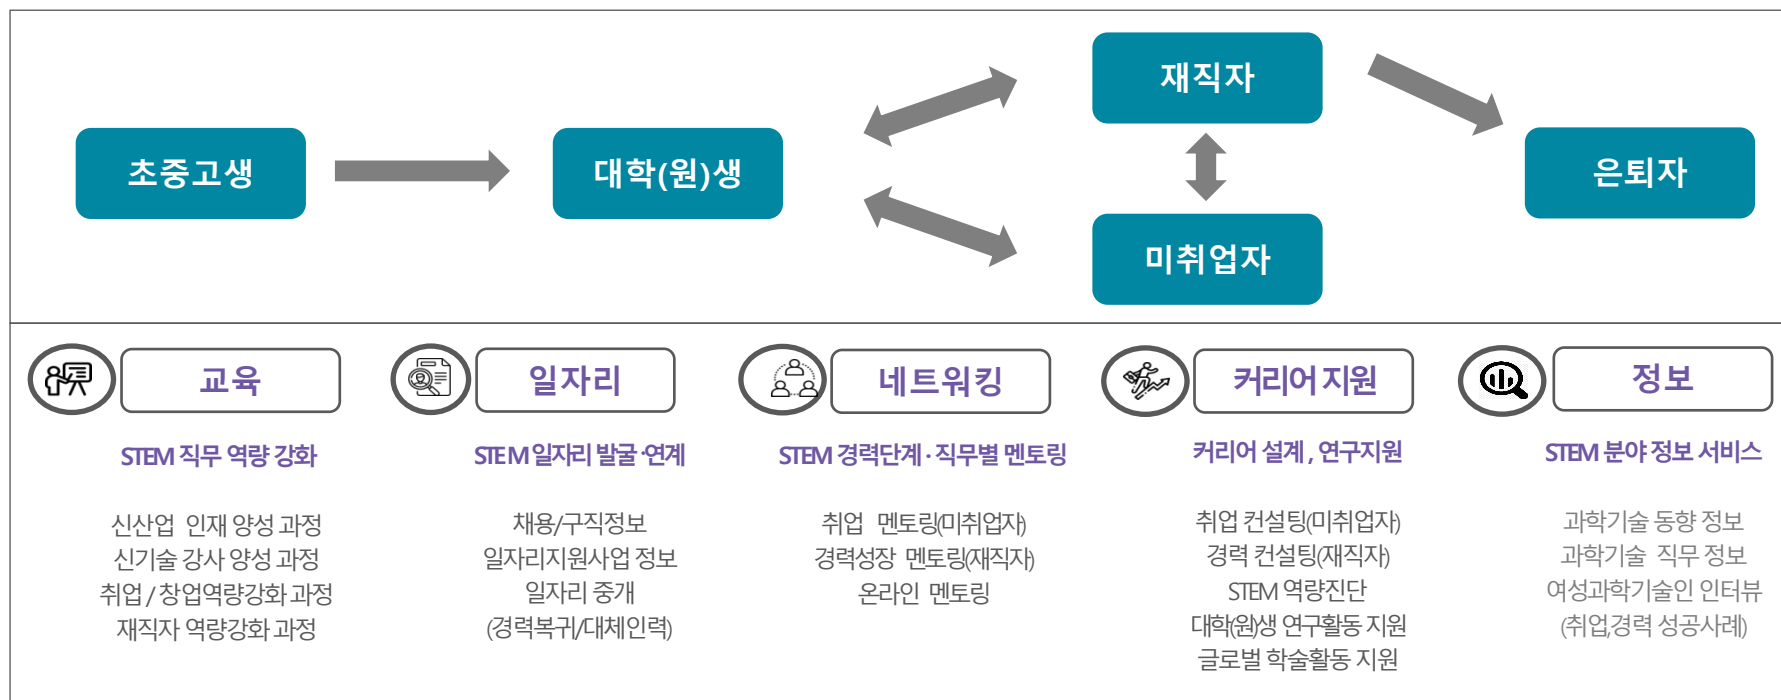 초중고생
대학(원)생
재직자
미취업자
은퇴자
교육
STEM 직무 역량 강화
신산업 인재 양성 과정
신기술 강사 양성 과정
취업 / 창업역량강화 과정
재직자 역량강화 과정
일자리
STEM 일자리 발굴·연계
채용/구직정보
일자리지원사업 정보
일자리 중개
(경력복귀/대체인력)
네트워킹
STEM 경력단계·직무별 멘토링
취업 멘토링(미취업자)
경력성장 멘토링(재직자)
온라인 멘토링
커리어 지원
커리어 설계, 연구지원
취업 컨설팅(미취업자)
경력 컨설팅(재직자)
STEM 역량진단
대학(원)생 연구활동 지원
글로벌 학술활동 지원
정보
STEM 분야 정보 서비스
과학기술 동향 정보
과학기술 직무 정보
여성과학기술인 인터뷰
(취업,경력 성공사례)